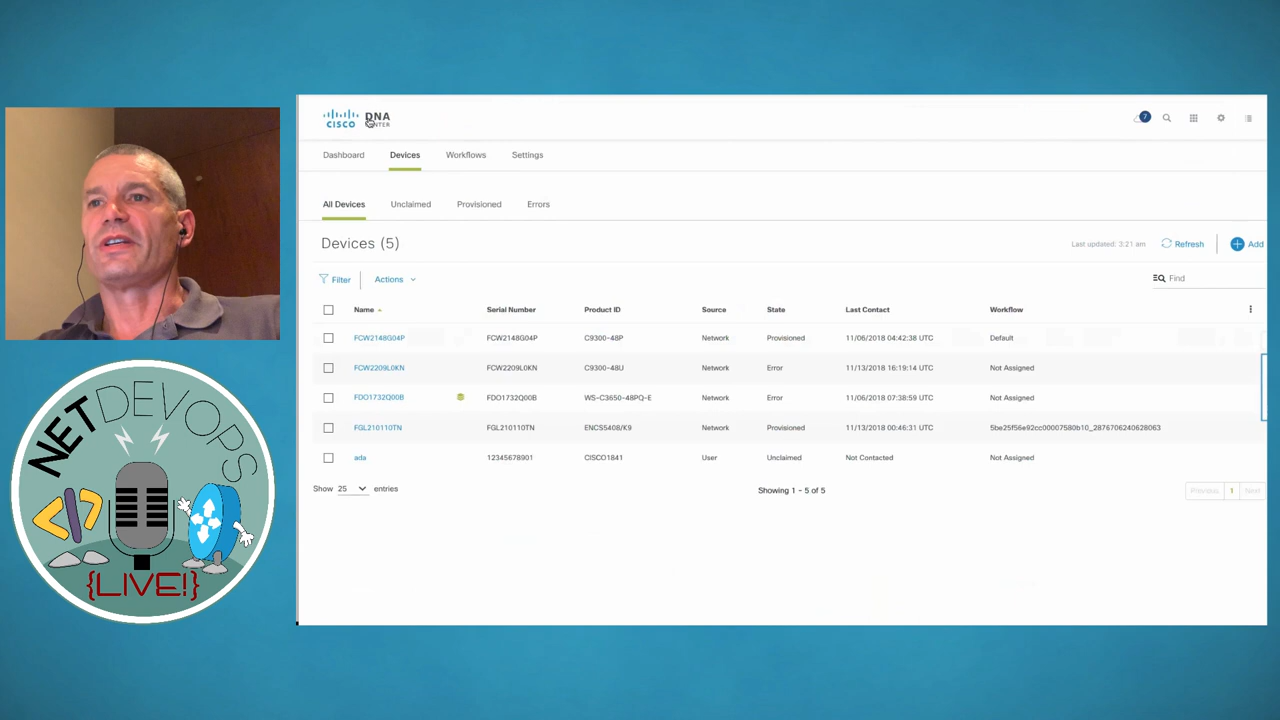 CISCO DNA CENTER
7
Dashboard Devices Workflows Settings
All Devices Unclaimed Provisioned Errors
Devices (5)
Last updated: 3:21 am Refresh Add
Filter Actions
Find
Name Serial Number Product ID Source State Last Contact Workflow
FCW2148G04P FCW2148G04P C9300-48P Network Provisioned 11/06/2018 04:42:38 UTC Default
FCW2209L0KN FCW2209L0KN C9300-48U Network Error 11/13/2018 16:19:14 UTC Not Assigned
FDO1732Q00B FDO1732Q00B WS-C3650-48PQ-E Network Error 11/06/2018 07:38:59 UTC Not Assigned
FGL210110TN FGL210110TN ENCS5408/K9 Network Provisioned 11/13/2018 00:46:31 UTC 5be25f56e92cc00007580b10_2876706240628063
ada 12345678901 CISCO1841 User Unclaimed Not Contacted Not Assigned
Show 25 entries
Showing 1 - 5 of 5
Previous 1 Next
NETDEVOPS
</>
{LIVE!}